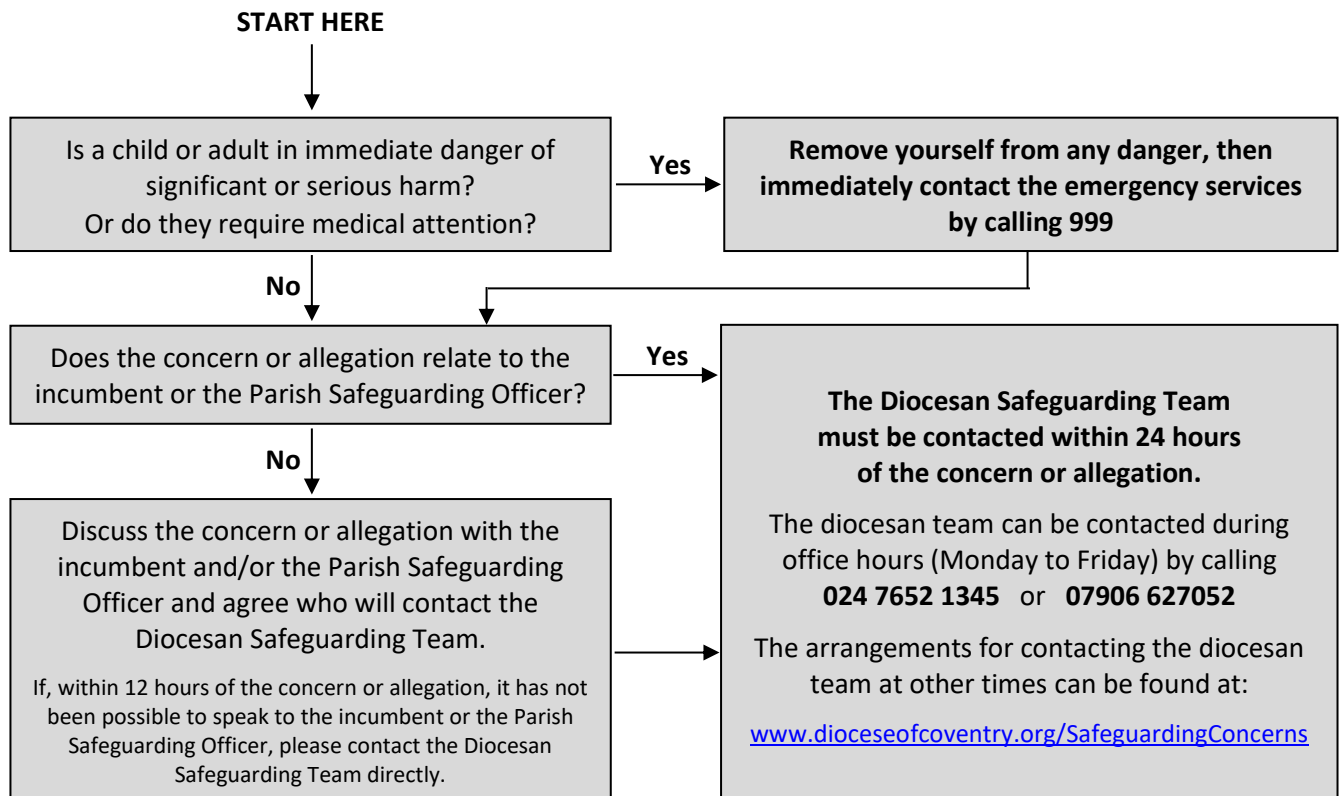 START HERE
Is a child or adult in immediate danger of
significant or serious harm?
Or do they require medical attention?
Yes
Remove yourself from any danger, then
immediately contact the emergency services
by calling 999
No
Does the concern or allegation relate to the
incumbent or the Parish Safeguarding Officer?
Yes
No
Discuss the concern or allegation with the
incumbent and/or the Parish Safeguarding
Officer and agree who will contact the
Diocesan Safeguarding Team.
If, within 12 hours of the concern or allegation, it has not
been possible to speak to the incumbent or the Parish
Safeguarding Officer, please contact the Diocesan
Safeguarding Team directly.
The Diocesan Safeguarding Team
must be contacted within 24 hours
of the concern or allegation.
The diocesan team can be contacted during
office hours (Monday to Friday) by calling
024 7652 1345 or 07906 627052
The arrangements for contacting the diocesan
team at other times can be found at:
www.dioceseofcoventry.org/SafeguardingConcerns